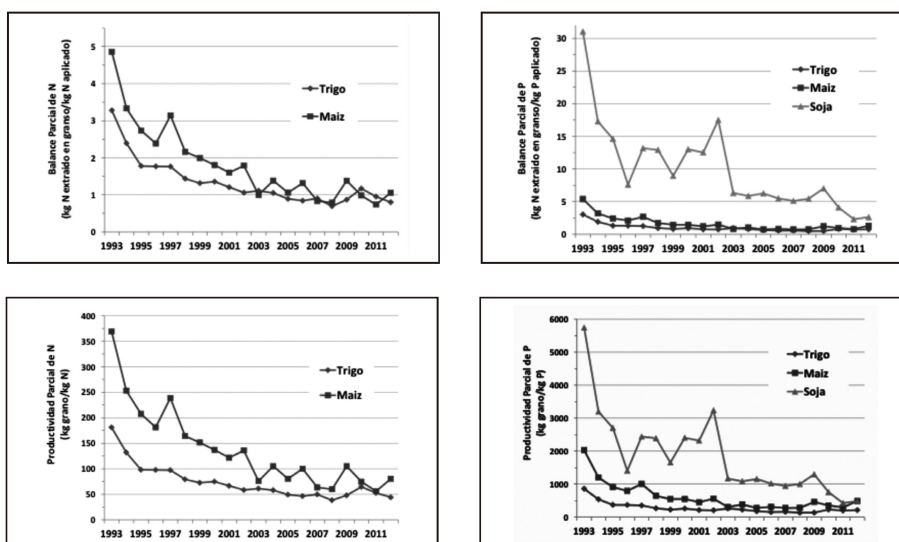 Balance Parcial de N
(kg N extraido en granso/kg N aplicado)
5
4
3
2
1
0
Trigo
Maiz
1993 1995 1997 1999 2001 2003 2005 2007 2009 2011
Balance Parcial de P
(kg N extraido en granso/kg P aplicado)
30
25
20
15
10
5
0
Trigo
Maiz
Soja
1993 1995 1997 1999 2001 2003 2005 2007 2009 2011
Productividad Parcial de N
(kg grano/kg N)
400
350
300
250
200
150
100
50
0
Trigo
Maiz
1993 1995 1997 1999 2001 2003 2005 2007 2009 2011
Productividad Parcial de P
(kg grano/kg P)
6000
5000
4000
3000
2000
1000
0
Trigo
Maiz
Soja
1993 1995 1997 1999 2001 2003 2005 2007 2009 2011